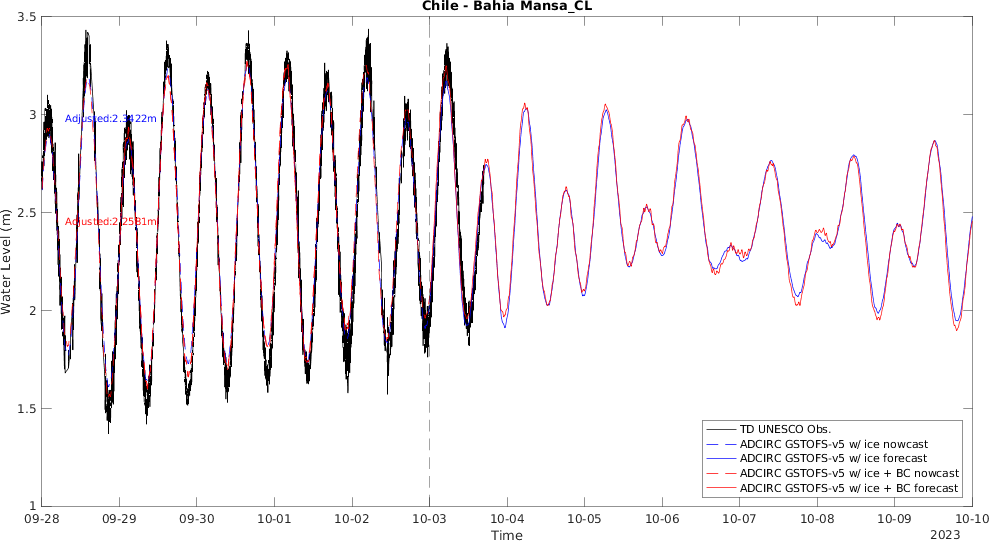 Chile - Bahia Mansa_CL
3.5
3
2.5
2
1.5
1
Water Level (m)
Adjusted:2.3422m
Adjusted:2.2581m
TD UNESCO Obs.
ADCIRC GSTOFS-v5 w/ ice nowcast
ADCIRC GSTOFS-v5 w/ ice forecast
ADCIRC GSTOFS-v5 w/ ice + BC nowcast
ADCIRC GSTOFS-v5 w/ ice + BC forecast
09-28 09-29 09-30 10-01 10-02 10-03 10-04 10-05 10-06 10-07 10-08 10-09 10-10
Time
2023